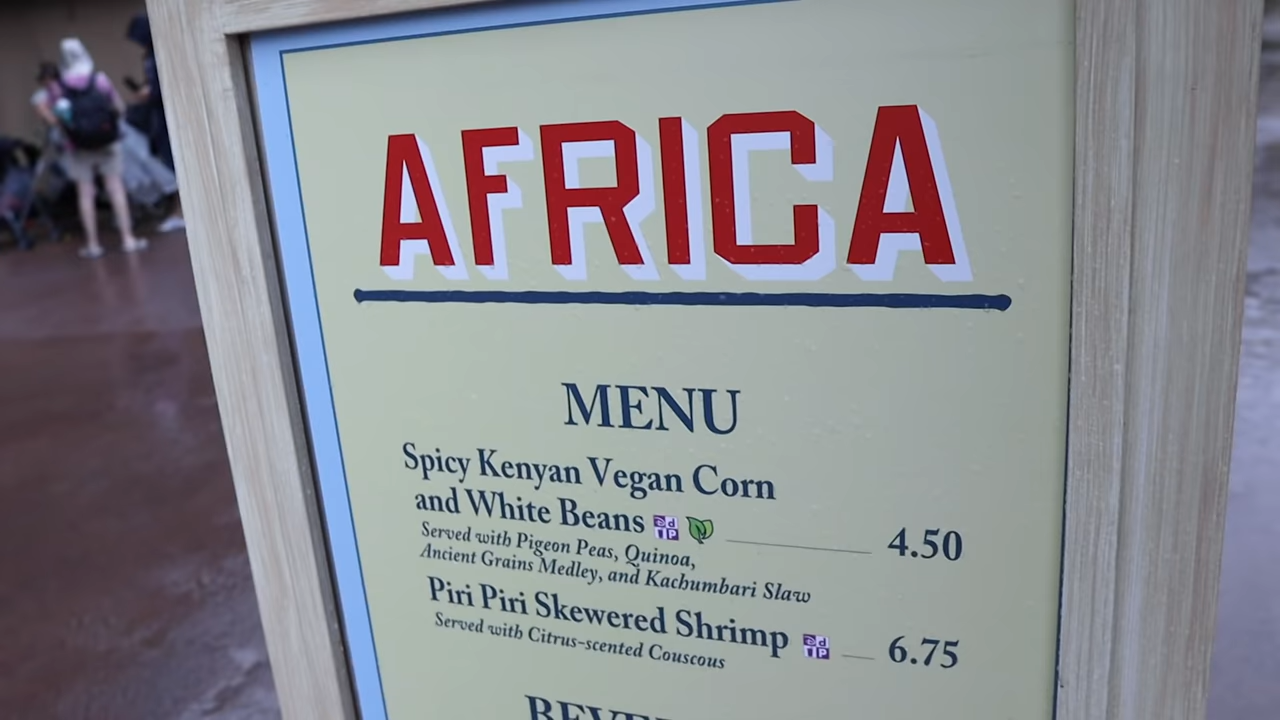 AFRICA
MENU
Spicy Kenyan Vegan Corn
and White Beans 4.50
Served with Pigeon Peas, Quinoa,
Ancient Grains Medley, and Kachumbari Slaw
Piri Piri Skewered Shrimp 6.75
Served with Citrus-scented Couscous